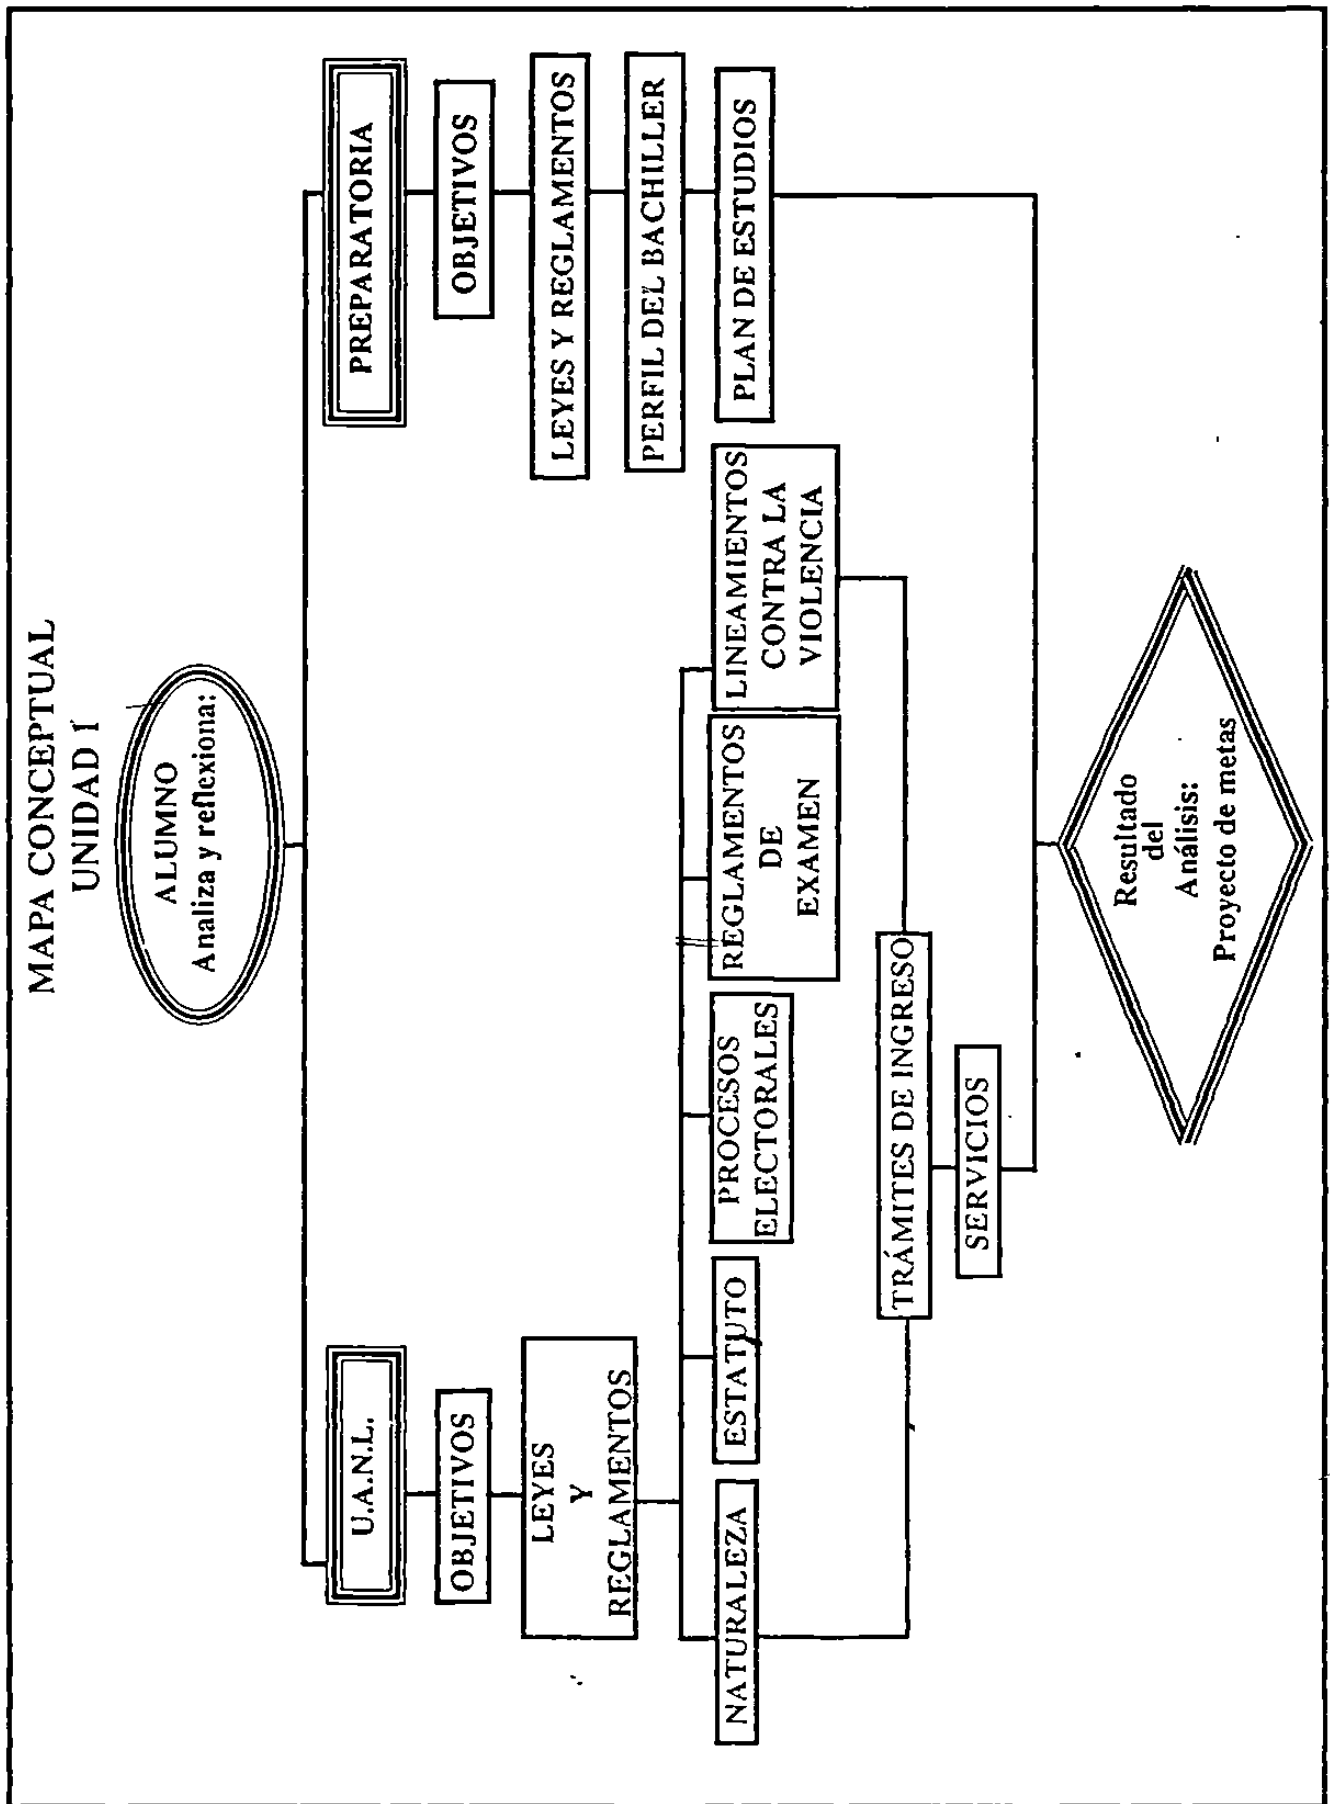 MAPA CONCEPTUAL
UNIDAD I
ALUMNO
Analiza y reflexiona:
U.A.N.L.
OBJETIVOS
LEYES
Y
REGLAMENTOS
NATURALEZA
ESTATUTO
PROCESOS
ELECTORALES
REGLAMENTOS
DE
EXAMEN
LINEAMIENTOS
CONTRA LA
VIOLENCIA
TRÁMITES DE INGRESO
SERVICIOS
PREPARATORIA
OBJETIVOS
LEYES Y REGLAMENTOS
PERFIL DEL BACHILLER
PLAN DE ESTUDIOS
Resultado
del
Análisis:
Proyecto de metas